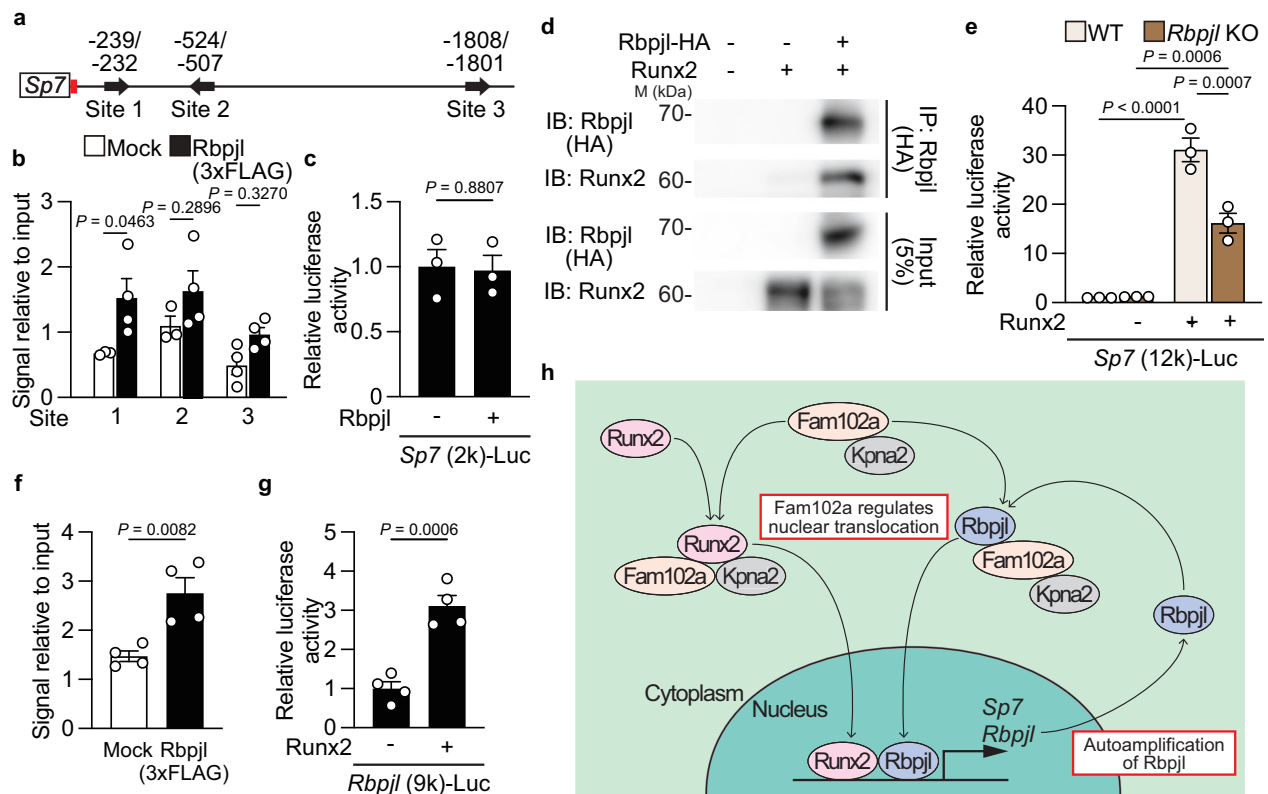 a
-239/
-232
-524/
-507
-1808/
-1801
Sp7
Site 1
Site 2
Site 3
b
Mock
Rbpjl
(3xFLAG)
Signal relative to input
3
2
1
0
P = 0.0463
P = 0.2896
P = 0.3270
Site
1
2
3
c
Relative luciferase
activity
1.5
1.0
0.5
0
P = 0.8807
Rbpjl
-
+
Sp7 (2k)-Luc
d
Rbpjl-HA
-
-
+
Runx2
-
+
+
M (kDa)
IB: Rbpjl
(HA)
70-
IB: Runx2
60-
IP: Rbpjl
(HA)
IB: Rbpjl
(HA)
70-
IB: Runx2
60-
Input
(5%)
e
WT
Rbpjl KO
P = 0.0006
P = 0.0007
P < 0.0001
Relative luciferase
activity
40
30
20
10
0
Runx2
-
+
+
Sp7 (12k)-Luc
f
Signal relative to input
4
3
2
1
0
P = 0.0082
Mock
Rbpjl
(3xFLAG)
g
Relative luciferase
activity
5
4
3
2
1
0
P = 0.0006
Runx2
-
+
Rbpjl (9k)-Luc
h
Runx2
Fam102a
Kpna2
Fam102a regulates
nuclear translocation
Runx2
Fam102a
Kpna2
Rbpjl
Fam102a
Kpna2
Rbpjl
Cytoplasm
Nucleus
Sp7
Rbpjl
Runx2
Rbpjl
Autoamplification
of Rbpjl